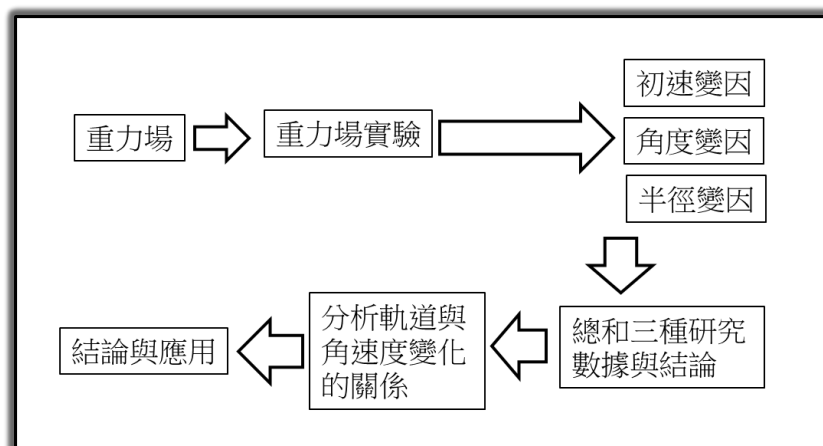 重力場
重力場實驗
初速變因
角度變因
半徑變因
總和三種研究
數據與結論
分析軌道與
角速度變化
的關係
結論與應用